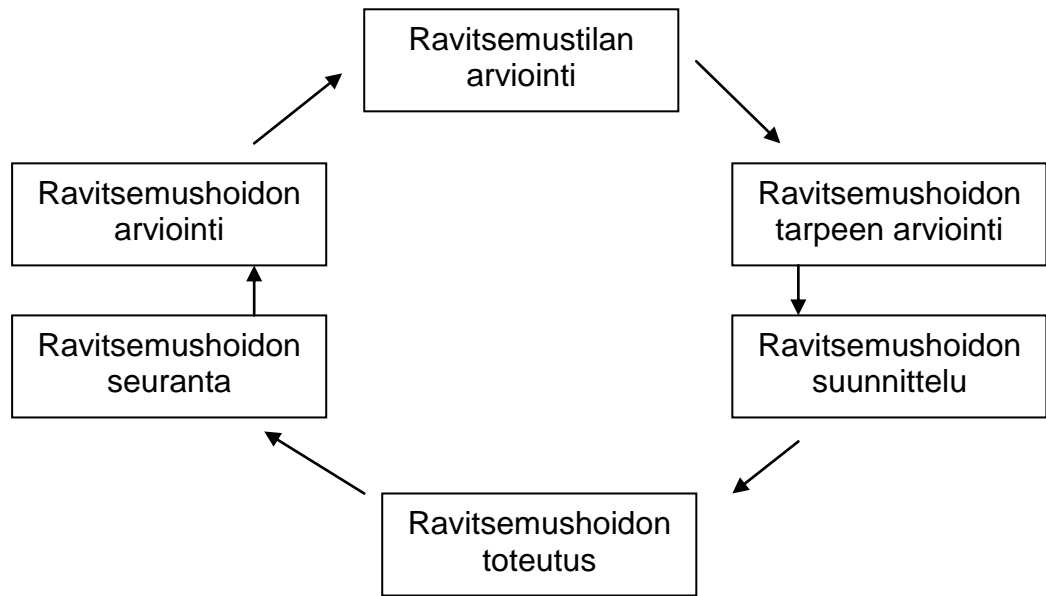 Ravitsemustilan
arviointi
Ravitsemushoidon
tarpeen arviointi
Ravitsemushoidon
suunnittelu
Ravitsemushoidon
toteutus
Ravitsemushoidon
seuranta
Ravitsemushoidon
arviointi